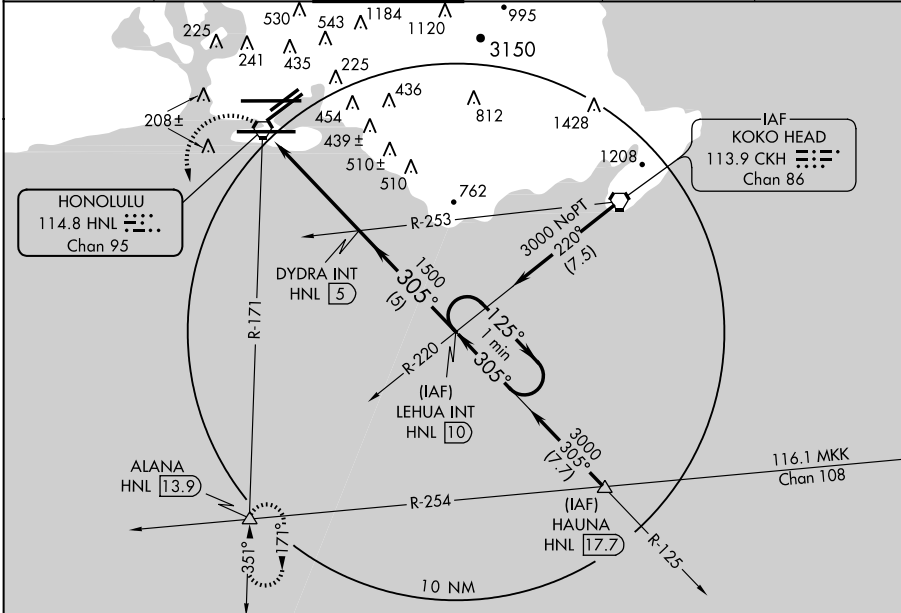 530
543
1184
1120
995
225
241
435
3150
225
208±
454
436
439±
812
1428
510±
510
1208
762
IAF
KOKO HEAD
113.9 CKH
Chan 86
HONOLULU
114.8 HNL
Chan 95
R-253
3000 NoPT
220°
(7.5)
DYDRA INT
HNL 5
1500
305°
(5)
R-171
125°
1 min
305°
R-220
(IAF)
LEHUA INT
HNL 10
3000
305°
(7.7)
116.1 MKK
Chan 108
ALANA
HNL 13.9
R-254
(IAF)
HAUNA
HNL 17.7
R-125
351°
171°
10 NM